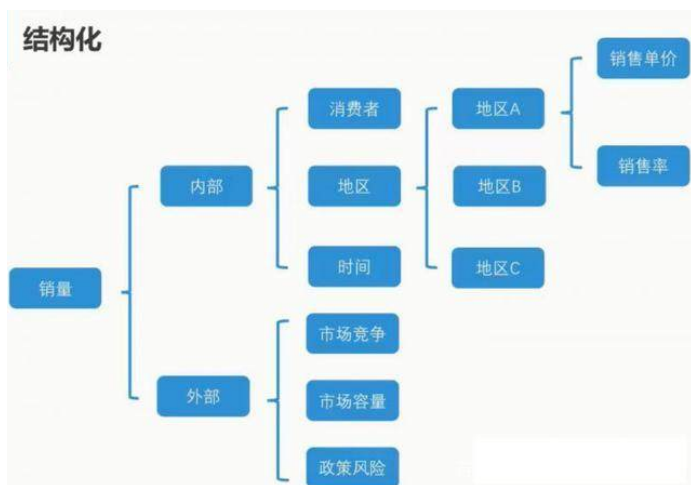 结构化
销售单价
消费者
地区A
销售率
内部
地区
地区B
时间
地区C
销量
市场竞争
外部
市场容量
政策风险